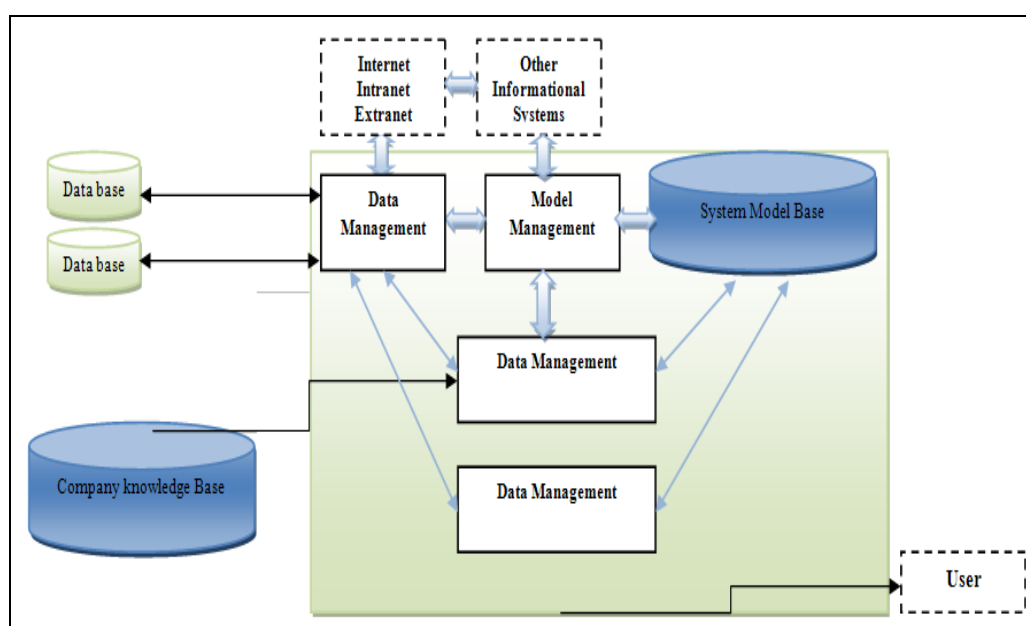 Internet
Intranet
Extranet
Other
Informational
Systems
Data base
Data
Management
Model
Management
System Model Base
Data base
Data Management
Company knowledge Base
Data Management
User